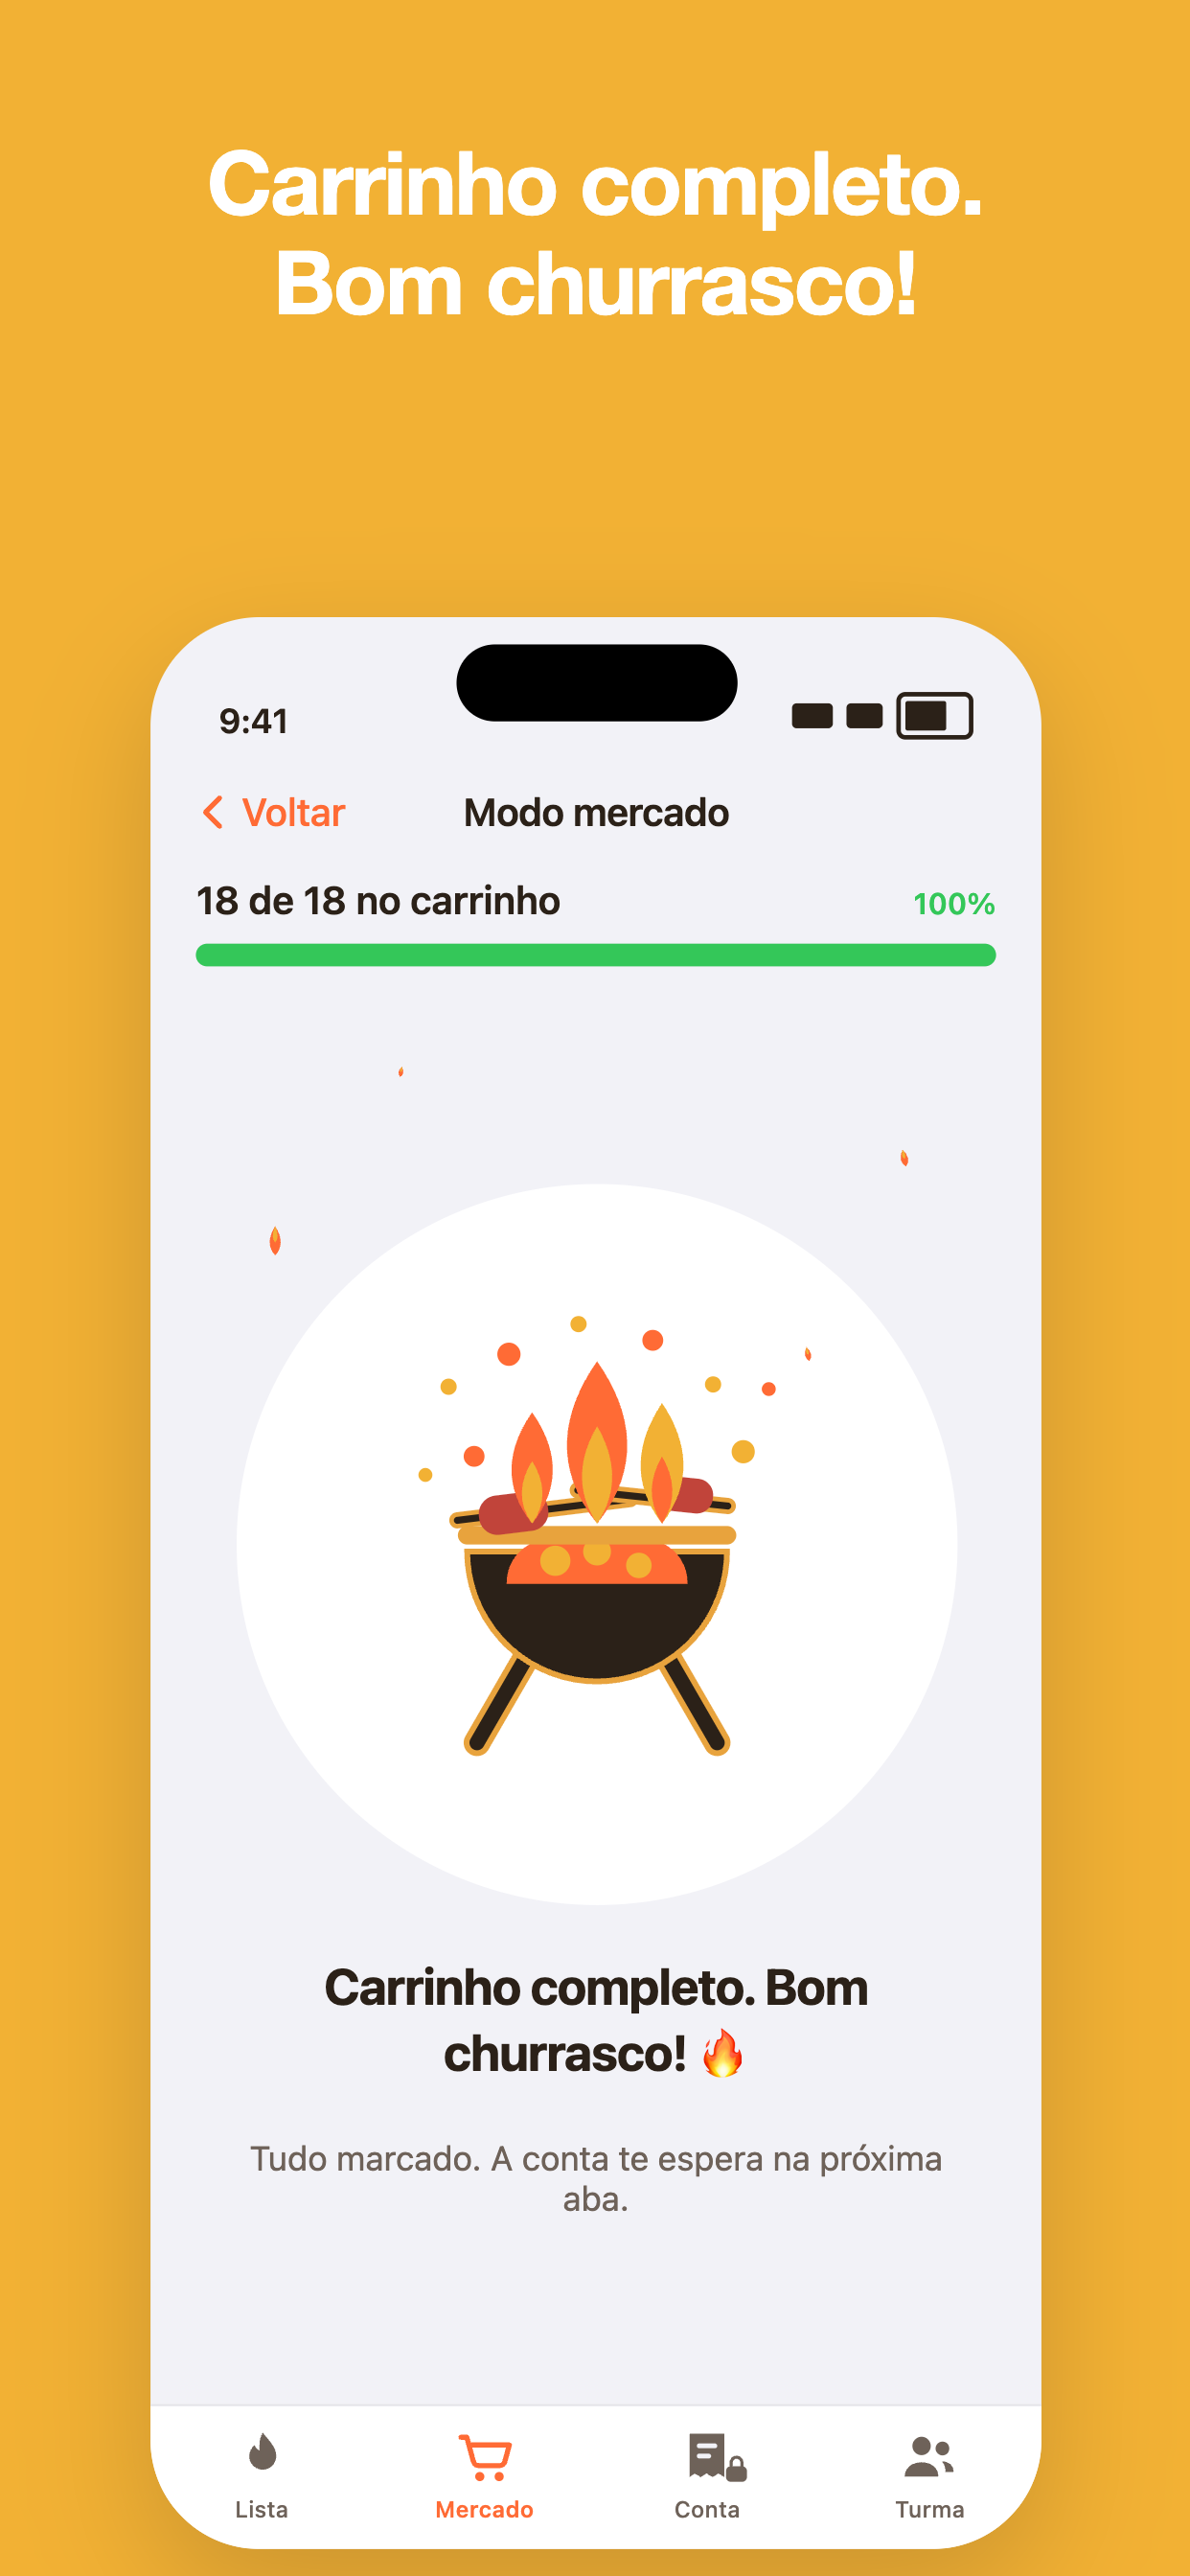 Carrinho completo.
Bom churrasco!
9:41
Voltar
Modo mercado
18 de 18 no carrinho
100%
Carrinho completo. Bom
churrasco! 🔥
Tudo marcado. A conta te espera na próxima
aba.
Lista
Mercado
Conta
Turma